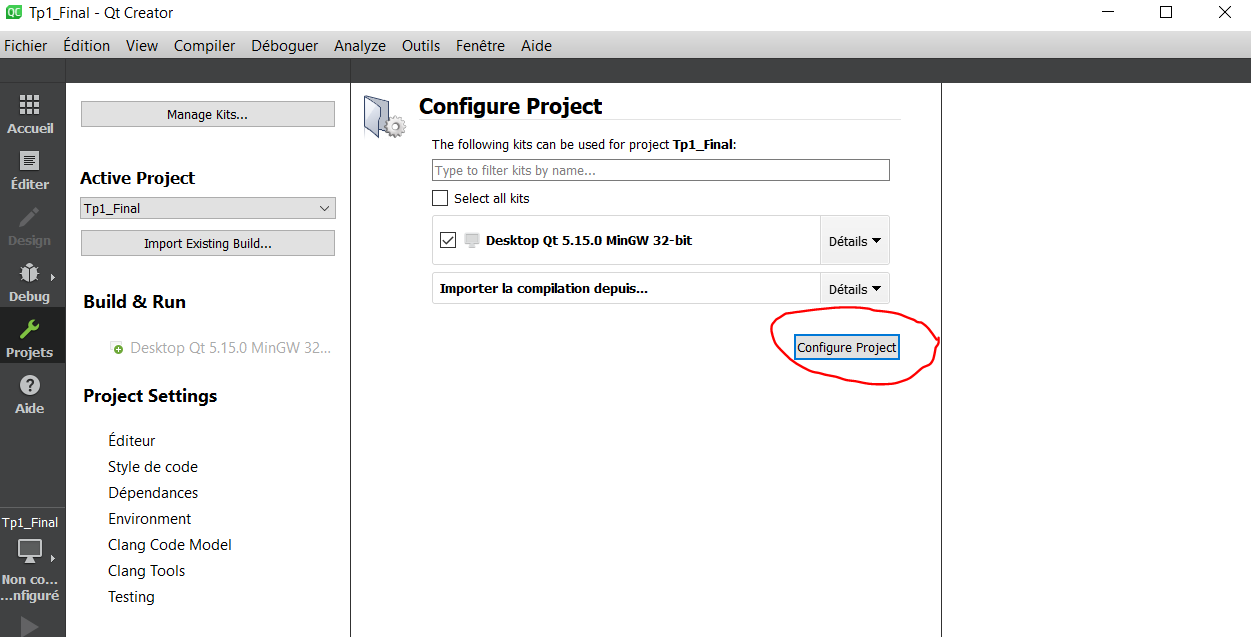 QC Tp1_Final - Qt Creator
Fichier Édition View Compiler Déboguer Analyze Outils Fenêtre Aide
Accueil
Éditer
Design
Debug
Projets
Aide
Tp1_Final
Non co...
...nfiguré
Manage Kits...
Active Project
Tp1_Final
Import Existing Build...
Build & Run
Desktop Qt 5.15.0 MinGW 32...
Project Settings
Éditeur
Style de code
Dépendances
Environment
Clang Code Model
Clang Tools
Testing
Configure Project
The following kits can be used for project Tp1_Final:
Type to filter kits by name...
Select all kits
Desktop Qt 5.15.0 MinGW 32-bit Détails
Importer la compilation depuis... Détails
Configure Project